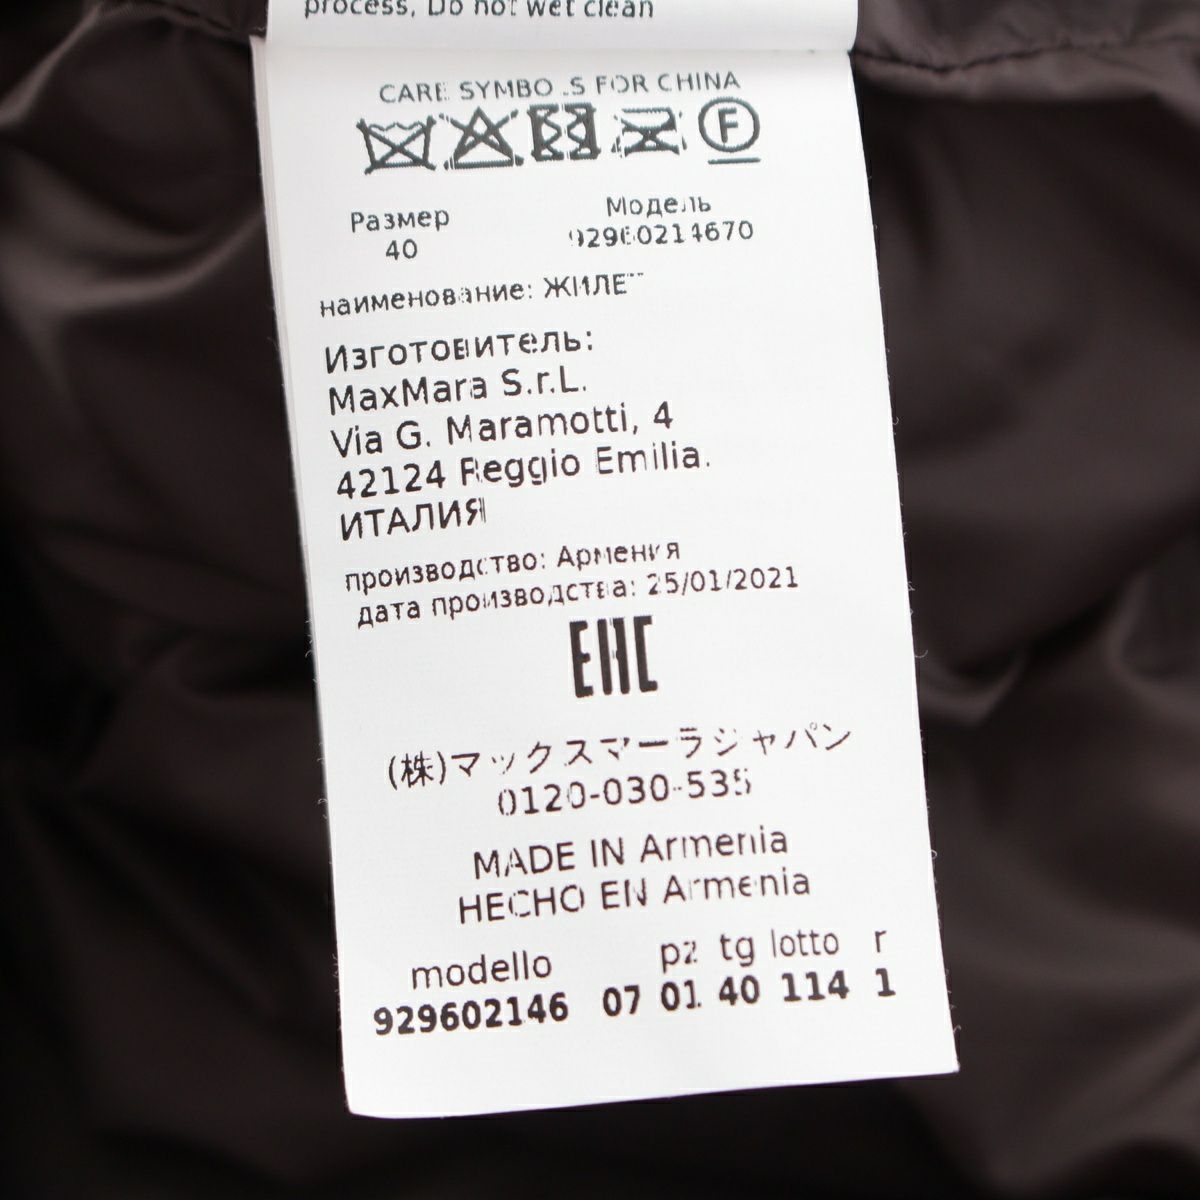 process, Do not wet clean
CARE SYMBOLS FOR CHINA
F
Размер Модель
40 92960214670
наименование: ЖИЛЕТ
Изготовитель:
MaxMara S.r.L.
Via G. Maramotti, 4
42124 Reggio Emilia.
ИТАЛИЯ
производство: Армения
дата производства: 25/01/2021
EAC
(株)マックスマーラジャパン
0120-030-535
MADE IN Armenia
HECHO EN Armenia
modello pz tg lotto r
929602146 07 01 40 114 1